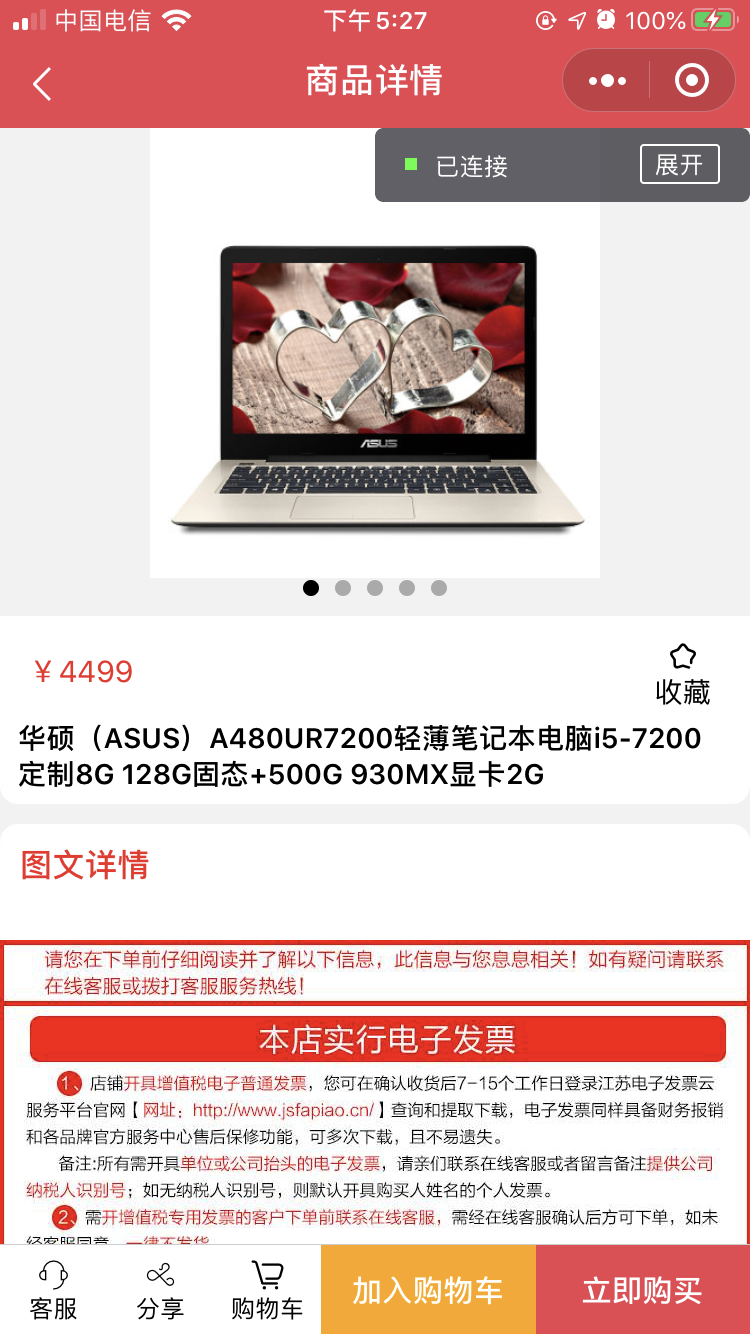 中国电信
下午5:27
100%
商品详情
已连接
展开
ASUS
¥ 4499
收藏
华硕（ASUS）A480UR7200轻薄笔记本电脑i5-7200
定制8G 128G固态+500G 930MX显卡2G
图文详情
请您在下单前仔细阅读并了解以下信息，此信息与您息息相关！如有疑问请联系
在线客服或拨打客服服务热线！
本店实行电子发票
1、店铺开具增值税电子普通发票，您可在确认收货后7-15个工作日登录江苏电子发票云
服务平台官网【 网址：http://www.jsfapiao.cn/ 】查询和提取下载，电子发票同样具备财务报销
和各品牌官方服务中心售后保修功能，可多次下载，且不易遗失。
备注:所有需开具单位或公司抬头的电子发票，请亲们联系在线客服或者留言备注提供公司
纳税人识别号；如无纳税人识别号，则默认开具购买人姓名的个人发票。
2、需开增值税专用发票的客户下单前联系在线客服，需经在线客服确认后方可下单，如未
经客服同意，一律不发货
客服
分享
购物车
加入购物车
立即购买